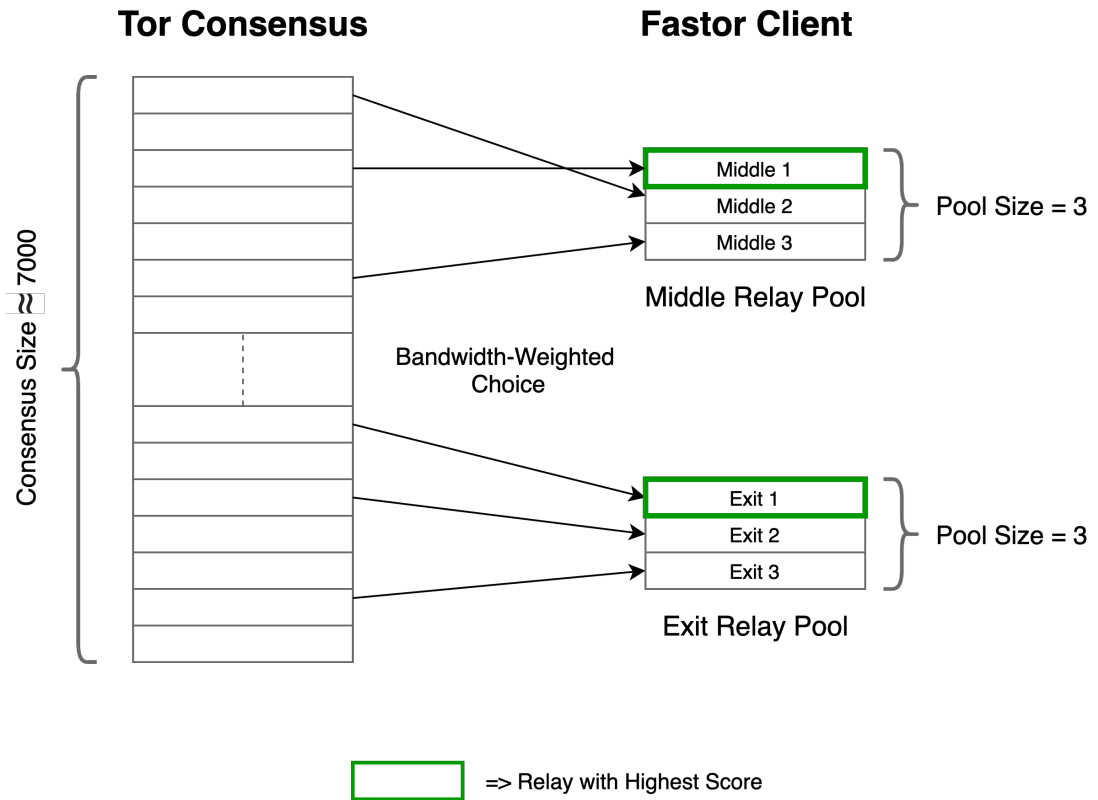 Tor Consensus
Fastor Client
Consensus Size ≈ 7000
Middle 1
Middle 2
Middle 3
Pool Size = 3
Middle Relay Pool
Bandwidth-Weighted
Choice
Exit 1
Exit 2
Exit 3
Pool Size = 3
Exit Relay Pool
=> Relay with Highest Score